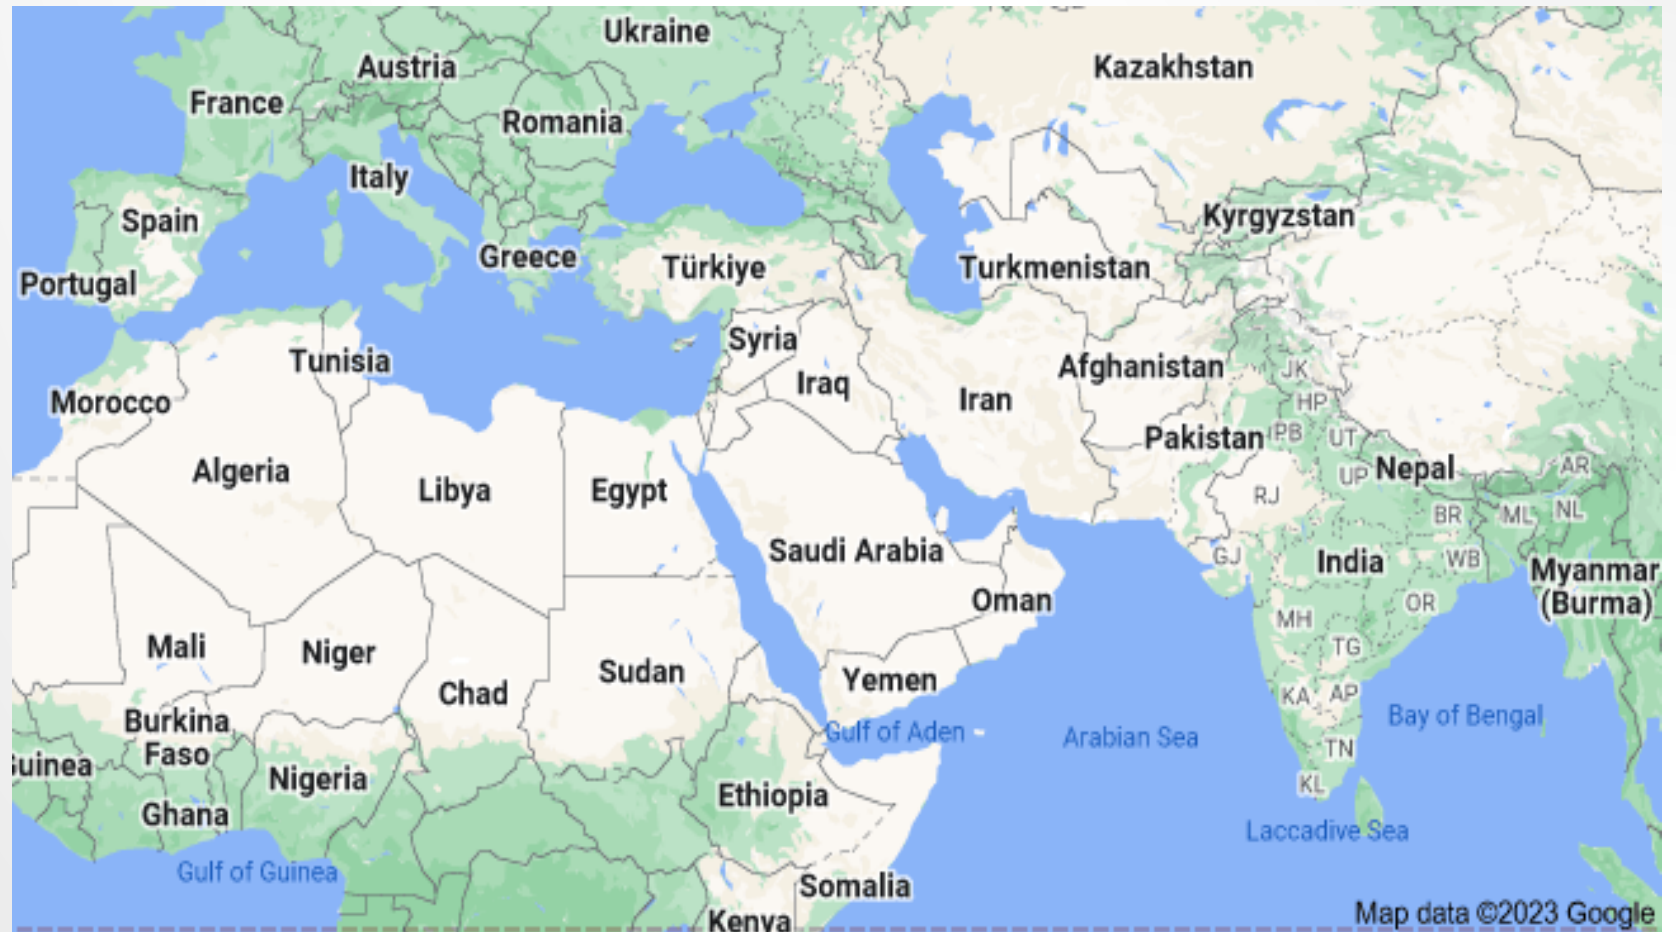 Ukraine
Austria
Kazakhstan
France
Romania
Italy
Kyrgyzstan
Spain
Greece
Türkiye
Turkmenistan
Portugal
Syria
Tunisia
Afghanistan
JK
Iraq
Iran
Morocco
HP
PB
UT
Pakistan
Algeria
Libya
Egypt
UP
Nepal
AR
RJ
BR
ML
NL
Saudi Arabia
GJ
India
WB
Myanmar
(Burma)
Oman
OR
MH
Mali
Niger
TG
Sudan
Yemen
Chad
KA
AP
Burkina
Faso
Gulf of Aden
Arabian Sea
Bay of Bengal
TN
uinea
Nigeria
KL
Ethiopia
Ghana
Laccadive Sea
Gulf of Guinea
Somalia
Kenya
Map data ©2023 Google